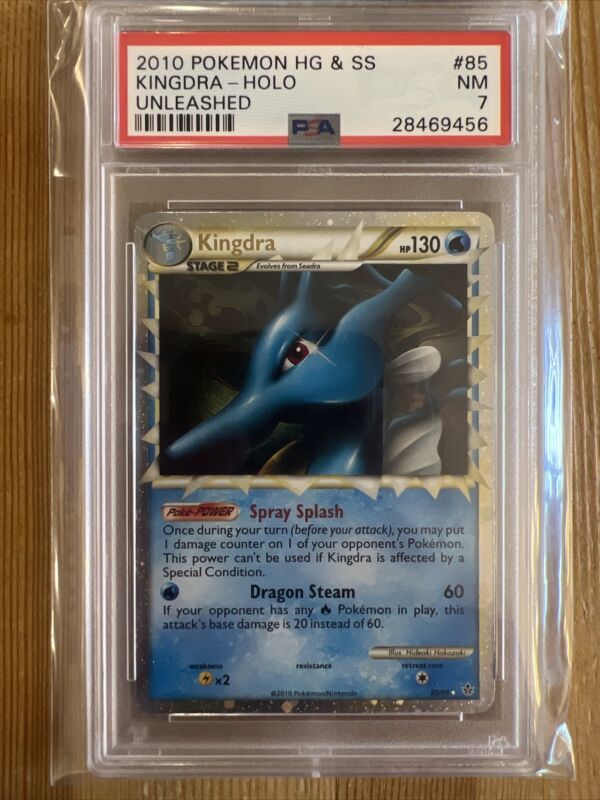 2010 POKEMON HG & SS #85
KINGDRA - HOLO NM
UNLEASHED 7
PSA 28469456
Kingdra HP 130
STAGE 2 Evolves from Seadra
Poké-POWER Spray Splash
Once during your turn (before your attack), you may put
1 damage counter on 1 of your opponent's Pokémon.
This power can't be used if Kingdra is affected by a
Special Condition.
Dragon Steam 60
If your opponent has any Pokémon in play, this
attack's base damage is 20 instead of 60.
Illus. Hideaki Hakozaki
weakness resistance retreat cost
×2
©2010 Pokémon/Nintendo 85/95